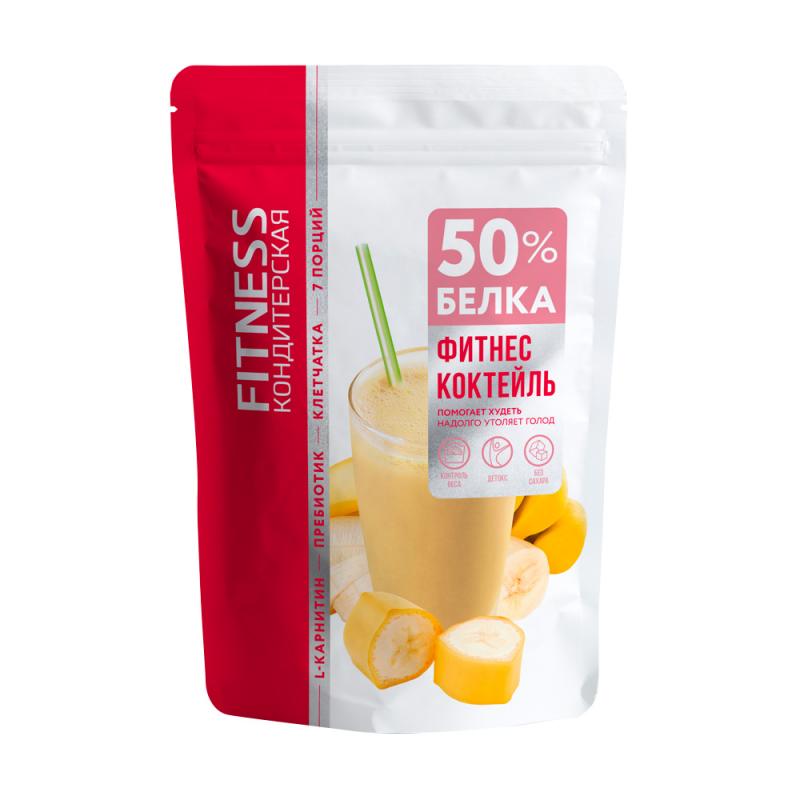 FITNESS
КОНДИТЕРСКАЯ
L-КАРНИТИН — ПРЕБИОТИК — КЛЕТЧАТКА — 7 ПОРЦИЙ
50%
БЕЛКА
ФИТНЕС
КОКТЕЙЛЬ
ПОМОГАЕТ ХУДЕТЬ
НАДОЛГО УТОЛЯЕТ ГОЛОД
КОНТРОЛЬ
ВЕСА
ДЕТОКС
БЕЗ
САХАРА